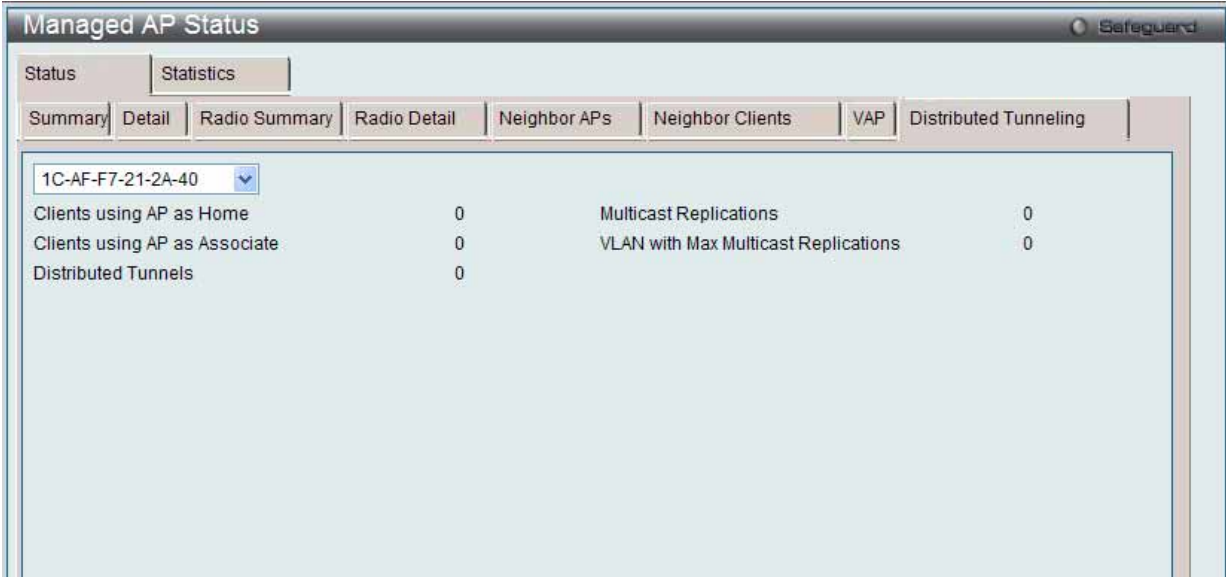 Managed AP Status
Safeguard
Status Statistics
Summary Detail Radio Summary Radio Detail Neighbor APs Neighbor Clients VAP Distributed Tunneling
1C-AF-F7-21-2A-40
Clients using AP as Home 0 Multicast Replications 0
Clients using AP as Associate 0 VLAN with Max Multicast Replications 0
Distributed Tunnels 0